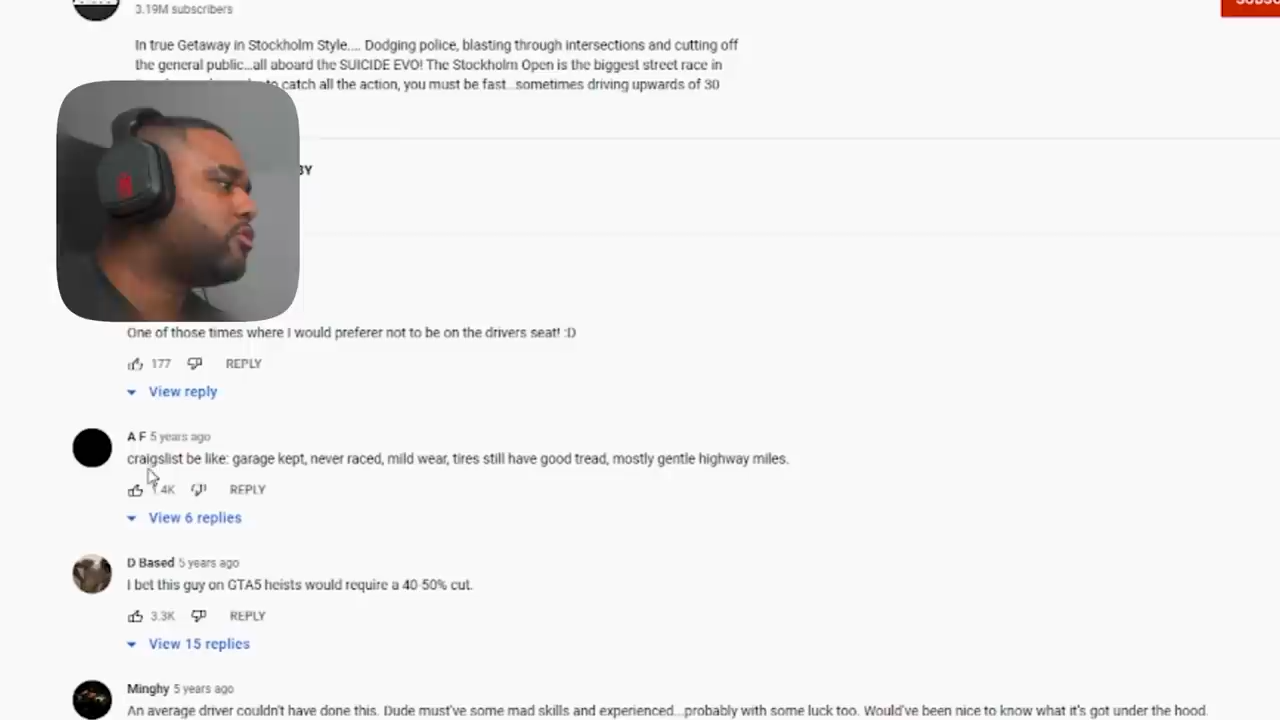 3.19M subscribers
In true Getaway in Stockholm Style.... Dodging police, blasting through intersections and cutting off
the general public...all aboard the SUICIDE EVO! The Stockholm Open is the biggest street race in
to catch all the action, you must be fast...sometimes driving upwards of 30
One of those times where I would preferer not to be on the drivers seat! :D
177 REPLY
View reply
A F 5 years ago
craigslist be like: garage kept, never raced, mild wear, tires still have good tread, mostly gentle highway miles.
REPLY
View 6 replies
D Based 5 years ago
I bet this guy on GTA5 heists would require a 40-50% cut.
3.3K REPLY
View 15 replies
Minghy 5 years ago
An average driver couldn't have done this. Dude must've some mad skills and experienced...probably with some luck too. Would've been nice to know what it's got under the hood.